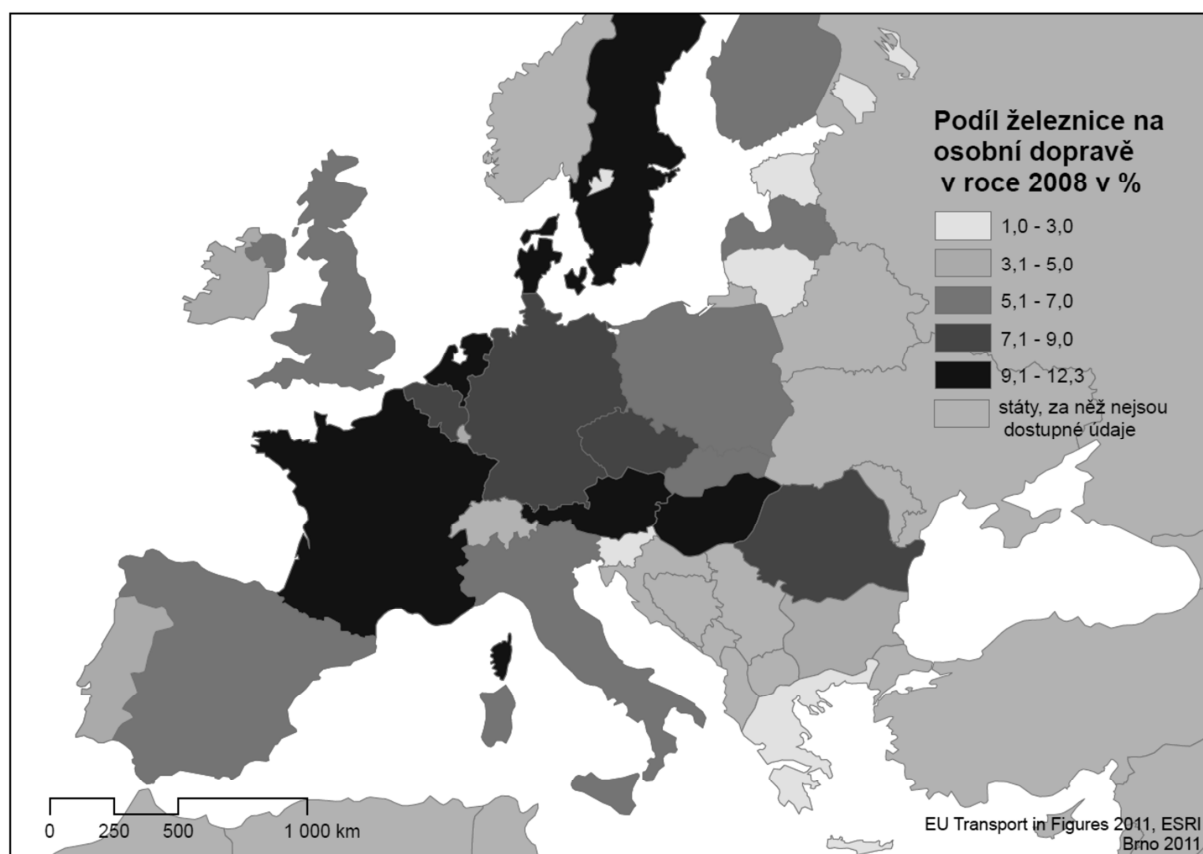 Podíl železnice na
osobní dopravě
v roce 2008 v %
1,0 - 3,0
3,1 - 5,0
5,1 - 7,0
7,1 - 9,0
9,1 - 12,3
státy, za něž nejsou
dostupné údaje
0 250 500 1 000 km
EU Transport in Figures 2011, ESRI
Brno 2011